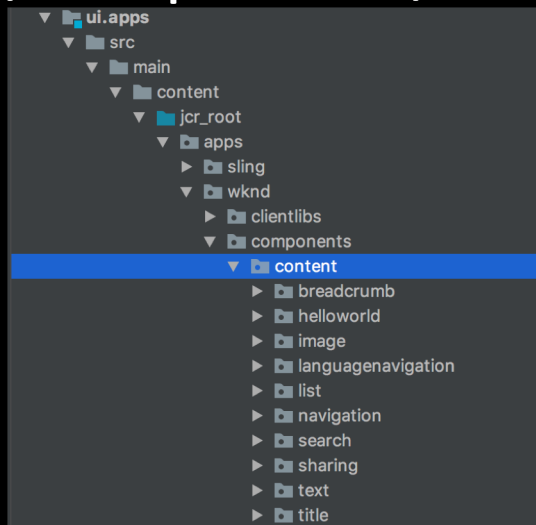 ui.apps
src
main
content
jcr_root
apps
sling
wknd
clientlibs
components
content
breadcrumb
helloworld
image
languagenavigation
list
navigation
search
sharing
text
title